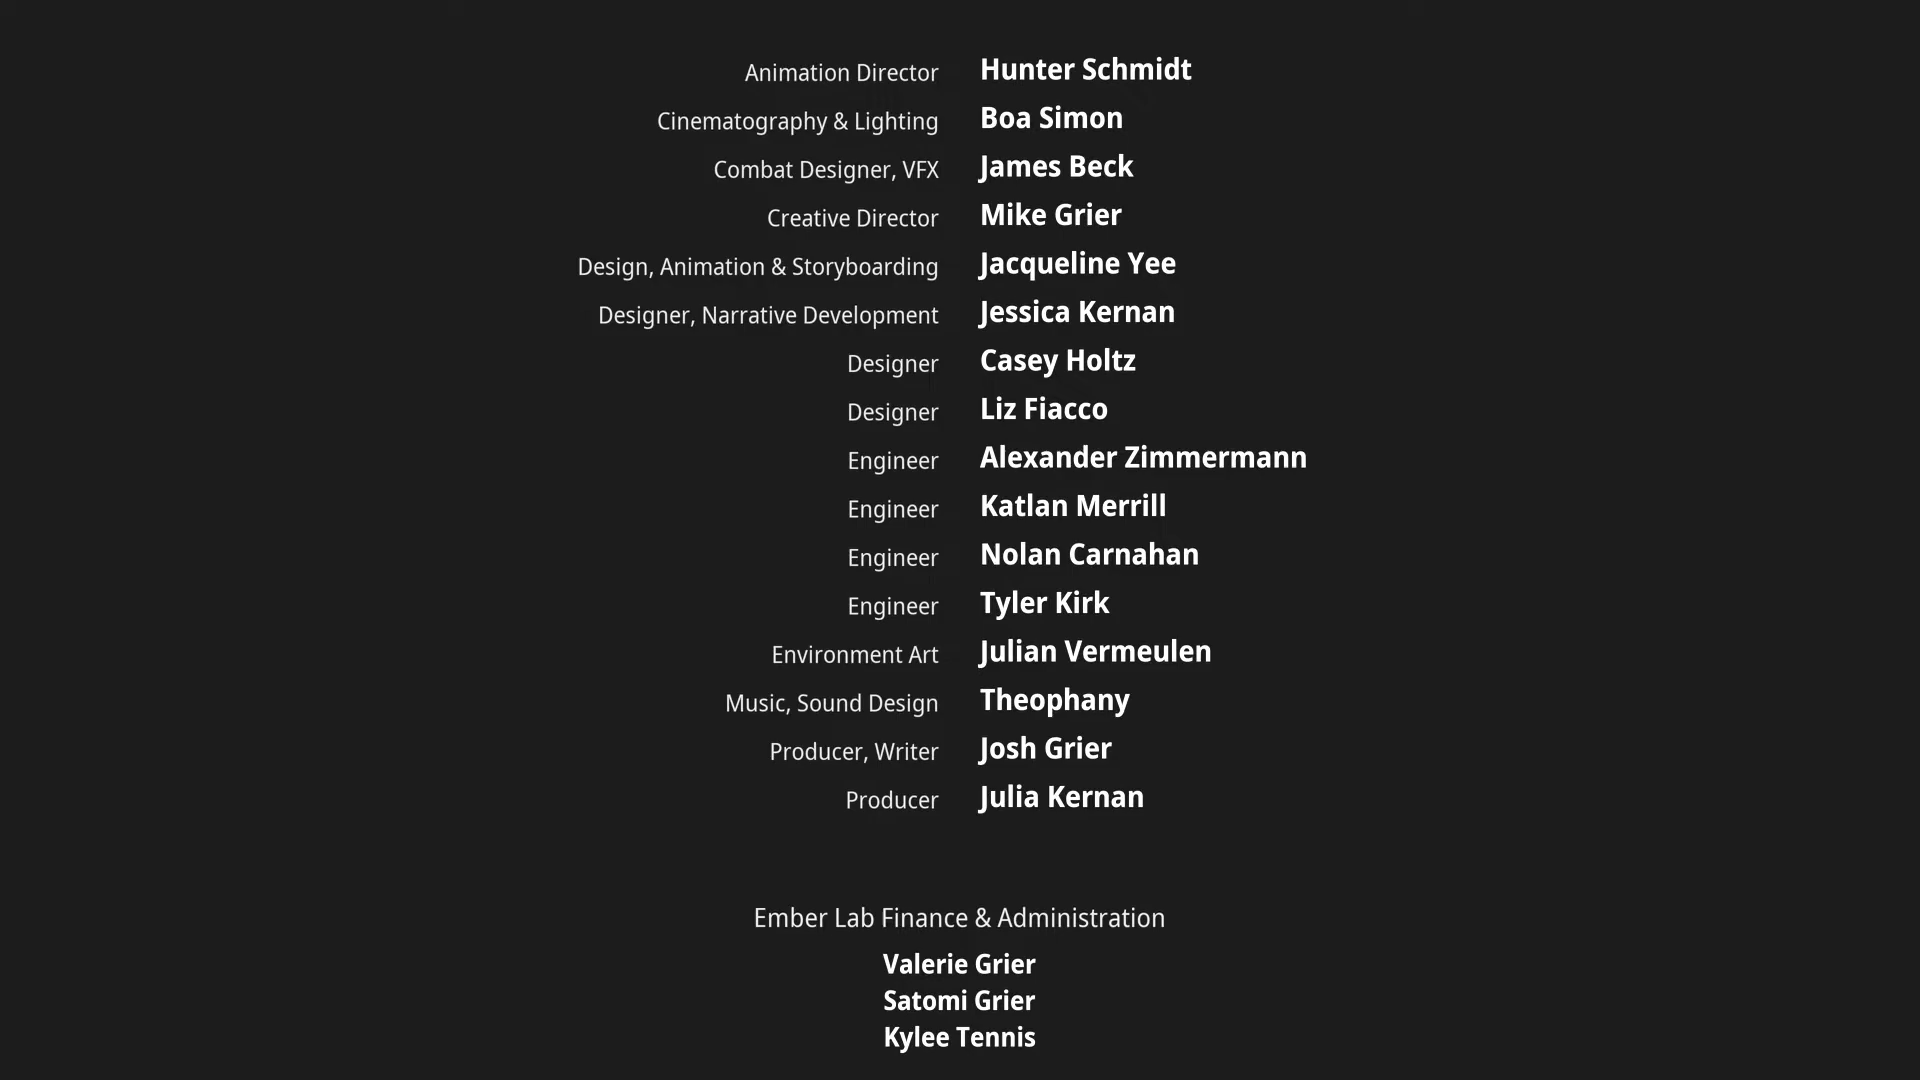 Animation Director Hunter Schmidt
Cinematography & Lighting Boa Simon
Combat Designer, VFX James Beck
Creative Director Mike Grier
Design, Animation & Storyboarding Jacqueline Yee
Designer, Narrative Development Jessica Kernan
Designer Casey Holtz
Designer Liz Fiacco
Engineer Alexander Zimmermann
Engineer Katlan Merrill
Engineer Nolan Carnahan
Engineer Tyler Kirk
Environment Art Julian Vermeulen
Music, Sound Design Theophany
Producer, Writer Josh Grier
Producer Julia Kernan
Ember Lab Finance & Administration
Valerie Grier
Satomi Grier
Kylee Tennis